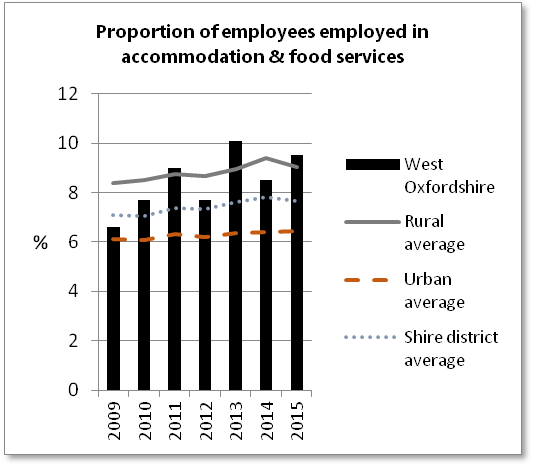 Proportion of employees employed in
accommodation & food services
12
10
8
6
4
2
0
%
2009
2010
2011
2012
2013
2014
2015
West
Oxfordshire
Rural
average
Urban
average
Shire district
average